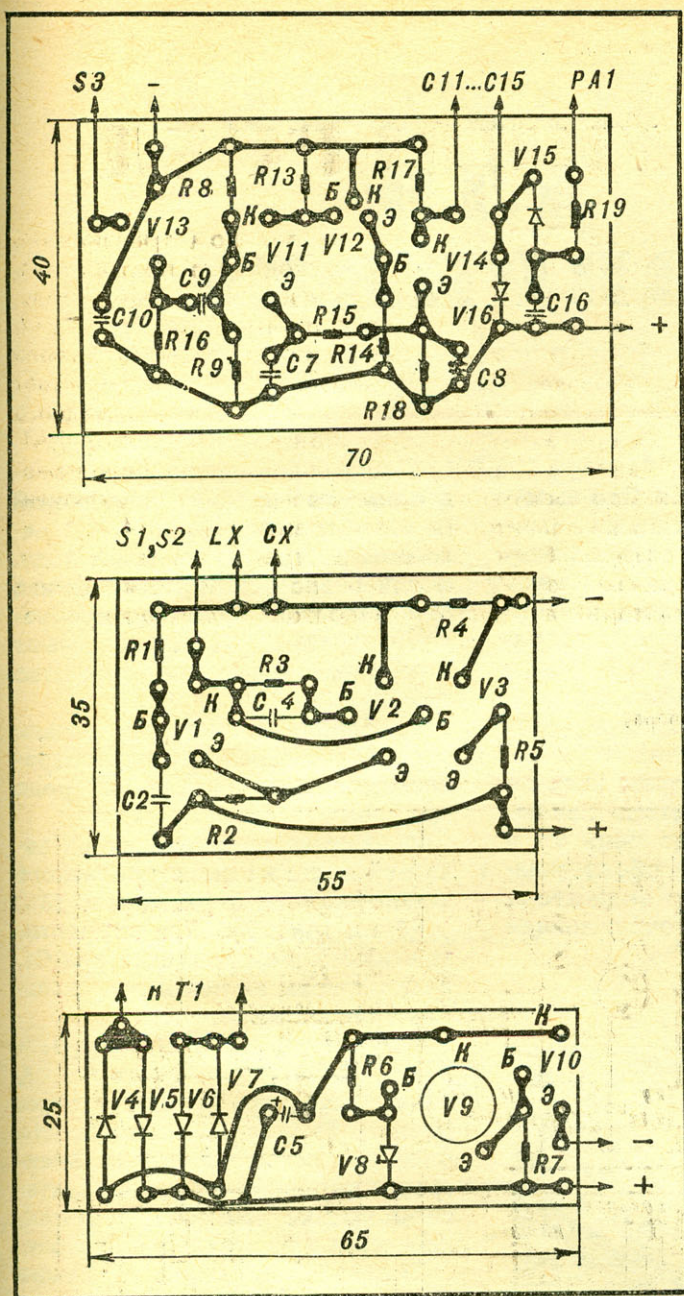 S3 - C11...C15 PA1
V15
R8 R13 Б К R17
R19
V13 К Э
V11 V12 К V14
40
Б Б
C9 Э Э
C10 R15 V16 C16 +
R16 R14
R9 C7 C8
R18
70
S1, S2 LX CX
-
R4
R1 R3
К К V3
К C 4 Б
35
Б V1 V2 Б
Э R5
Э Э
C2
R2 +
55
К T1
К
R6 К Б V10
V4 V5 V6 V7 Б
25
V9 Э
+ C5
-
V8 Э R7
+
65